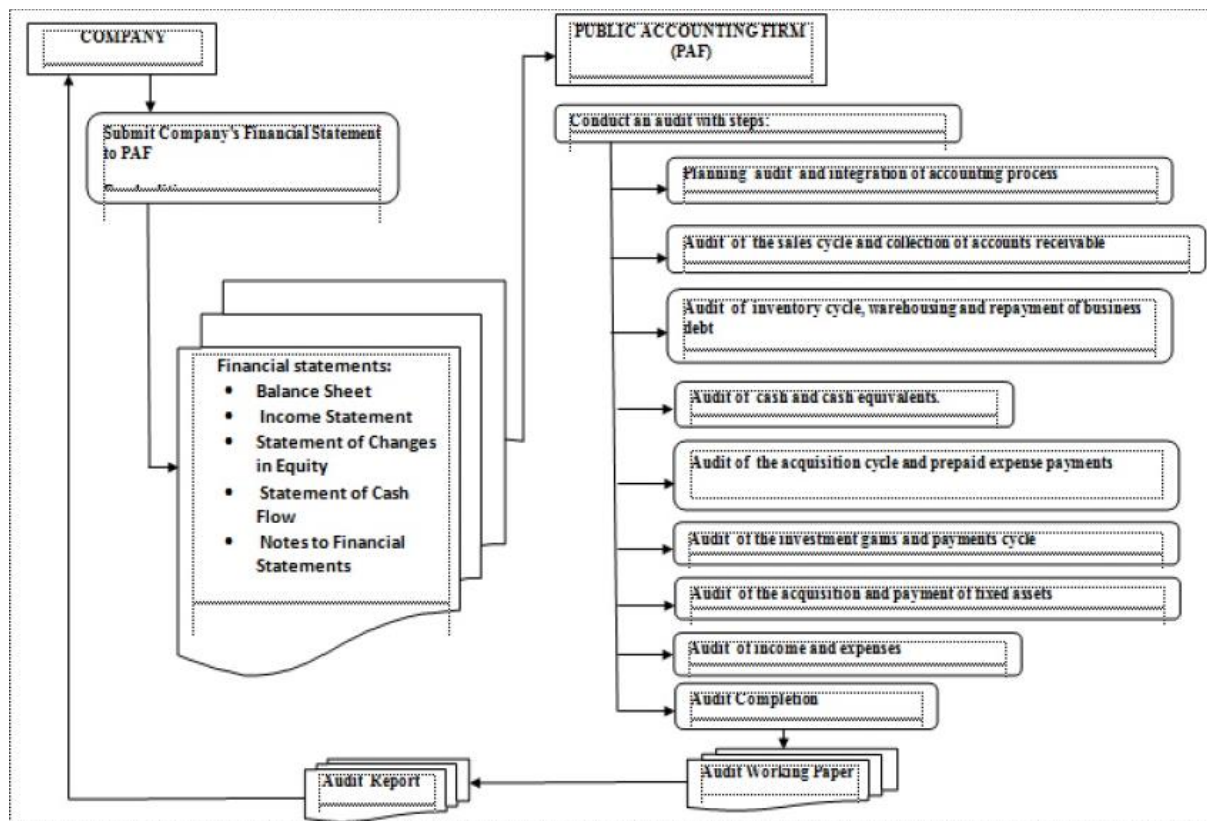 COMPANY
Submit Company's Financial Statement
to PAF
Financial statements:
• Balance Sheet
• Income Statement
• Statement of Changes
in Equity
• Statement of Cash
Flow
• Notes to Financial
Statements
PUBLIC ACCOUNTING FIRM
(PAF)
Conduct an audit with steps:
Planning audit and integration of accounting process
Audit of the sales cycle and collection of accounts receivable
Audit of inventory cycle, warehousing and repayment of business
debt
Audit of cash and cash equivalents.
Audit of the acquisition cycle and prepaid expense payments
Audit of the investment gains and payments cycle
Audit of the acquisition and payment of fixed assets
Audit of income and expenses
Audit Completion
Audit Working Paper
Audit Report